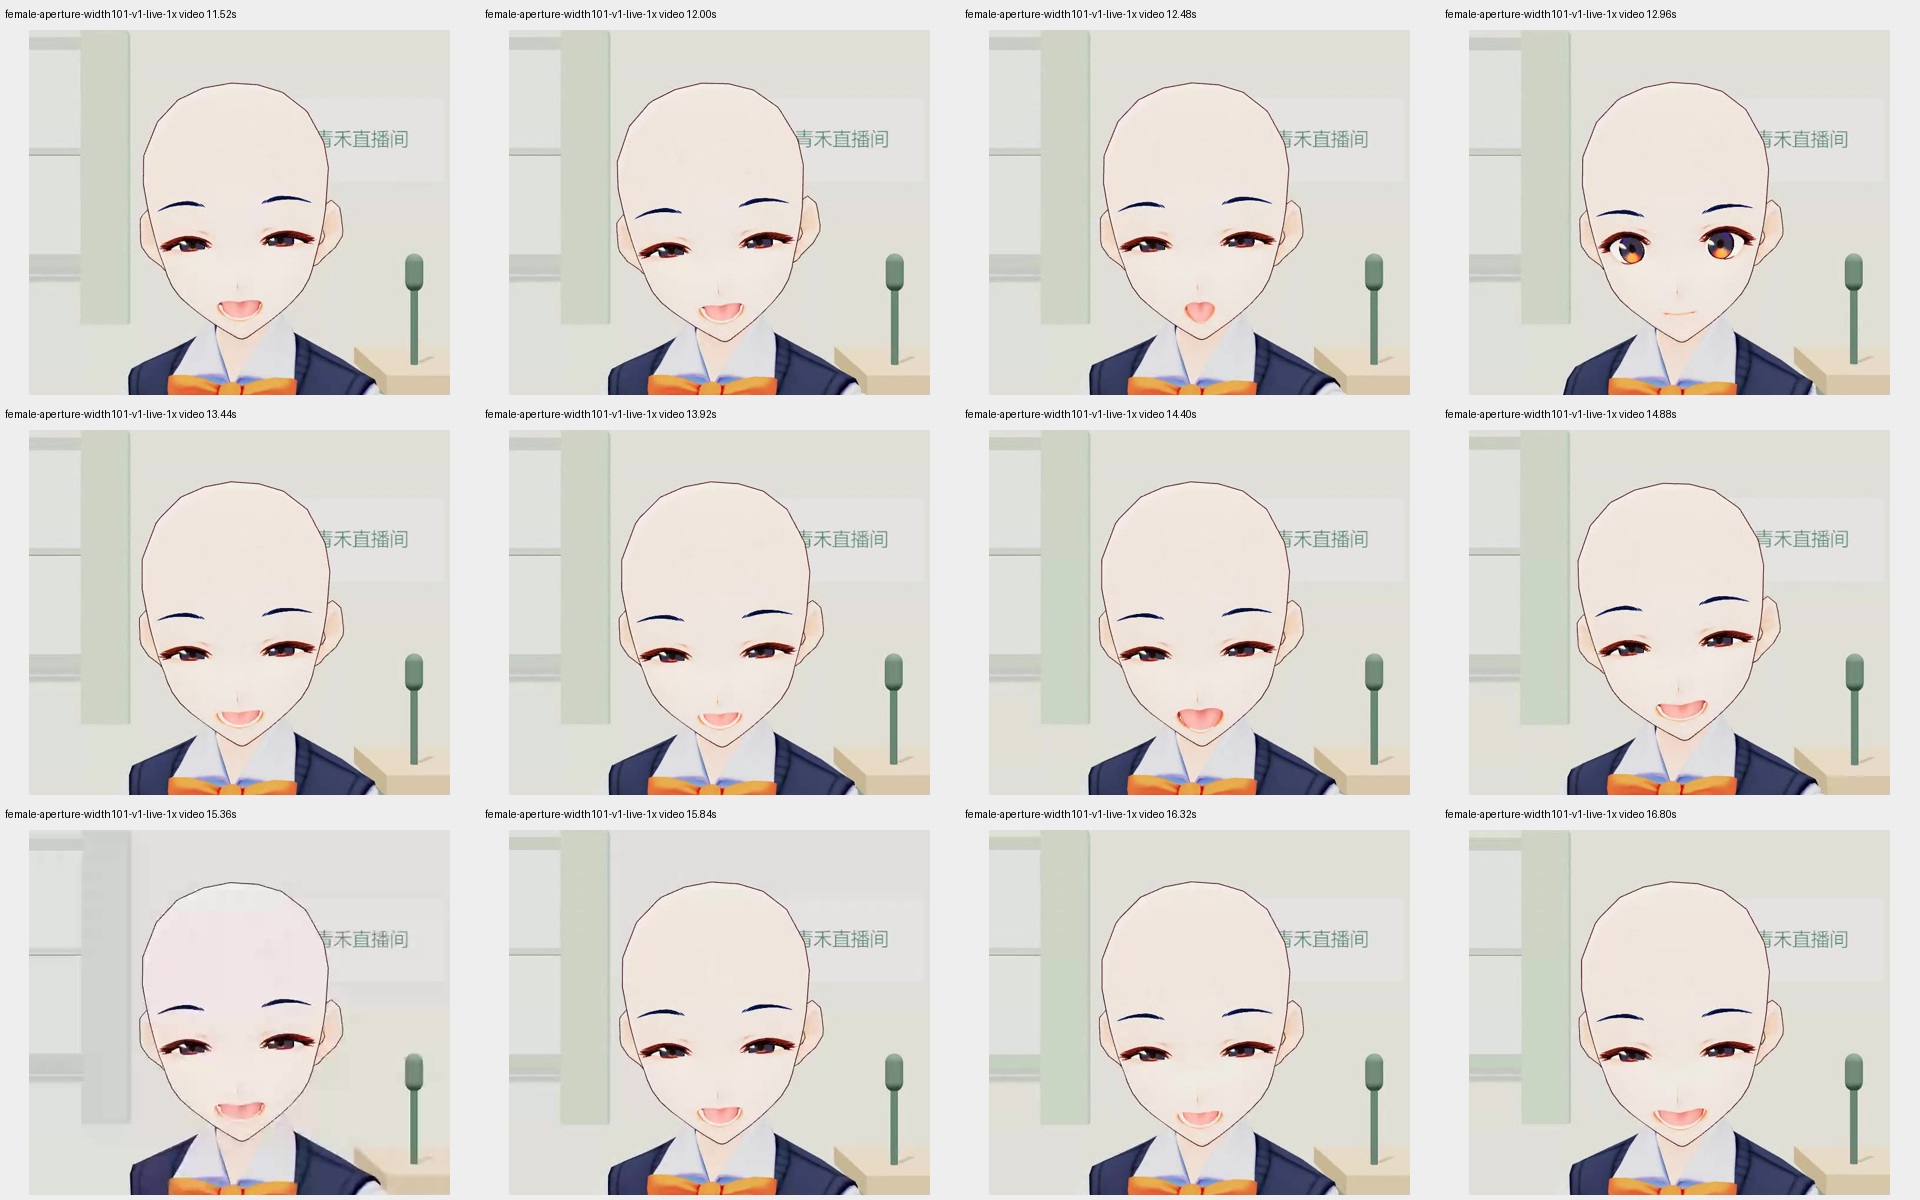 female-aperture-width101-v1-live-1x video 11.52s
female-aperture-width101-v1-live-1x video 12.00s
female-aperture-width101-v1-live-1x video 12.48s
female-aperture-width101-v1-live-1x video 12.96s
青禾直播间
青禾直播间
青禾直播间
青禾直播间
female-aperture-width101-v1-live-1x video 13.44s
female-aperture-width101-v1-live-1x video 13.92s
female-aperture-width101-v1-live-1x video 14.40s
female-aperture-width101-v1-live-1x video 14.88s
青禾直播间
青禾直播间
青禾直播间
青禾直播间
female-aperture-width101-v1-live-1x video 15.36s
female-aperture-width101-v1-live-1x video 15.84s
female-aperture-width101-v1-live-1x video 16.32s
female-aperture-width101-v1-live-1x video 16.80s
青禾直播间
青禾直播间
青禾直播间
青禾直播间